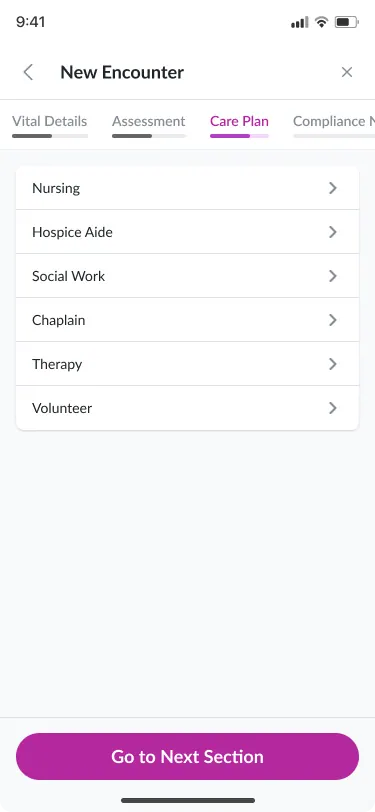 9:41
New Encounter
Vital Details Assessment Care Plan Compliance N
Nursing
Hospice Aide
Social Work
Chaplain
Therapy
Volunteer
Go to Next Section